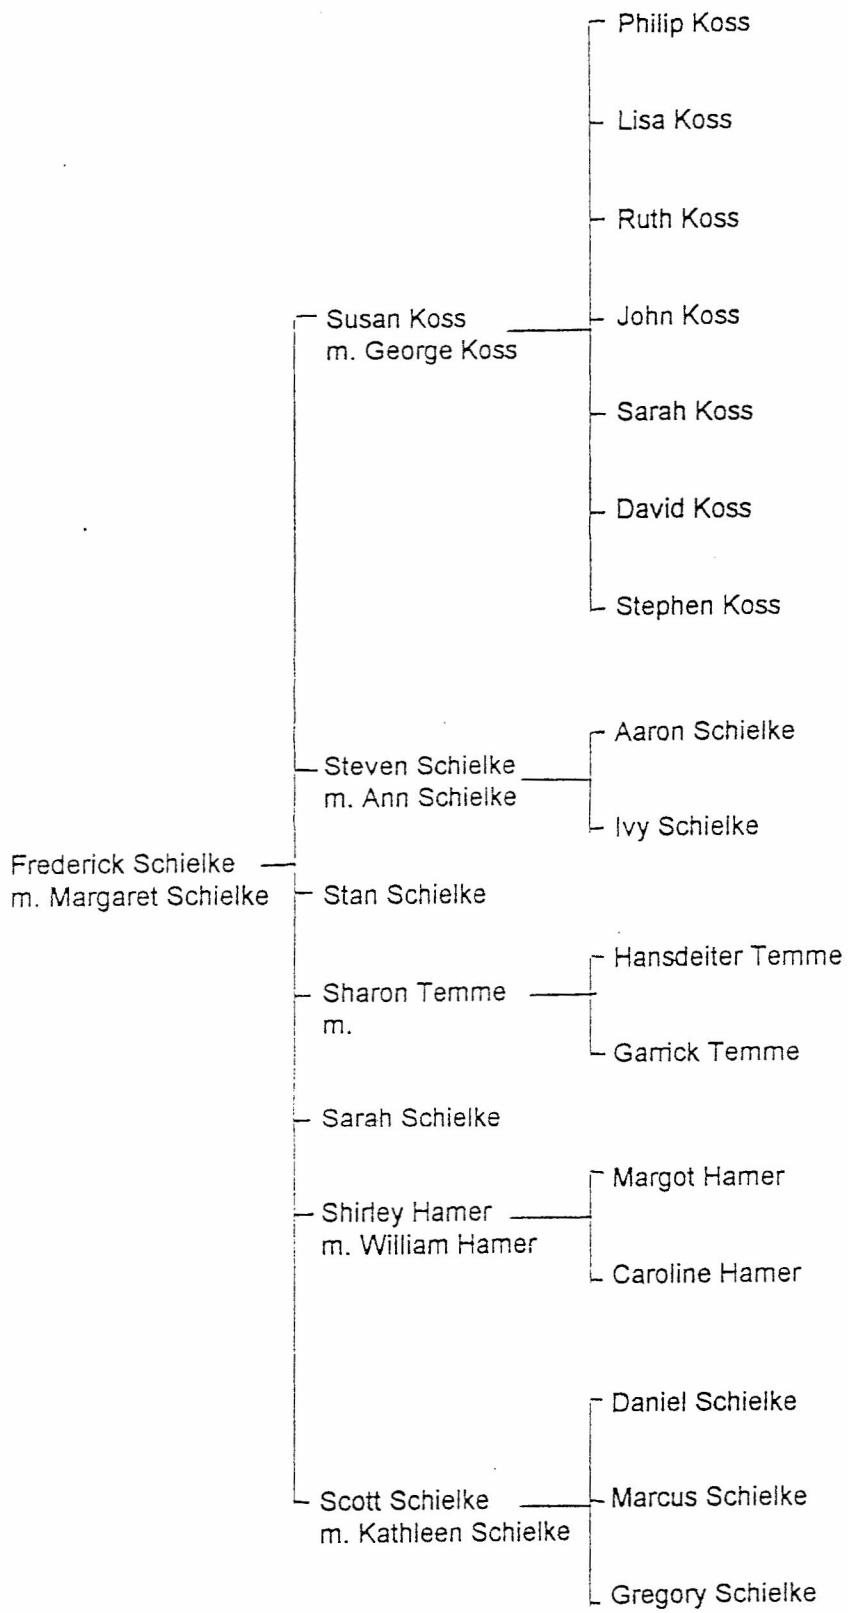 Philip Koss
Lisa Koss
Ruth Koss
Susan Koss
m. George Koss
John Koss
Sarah Koss
David Koss
Stephen Koss
Steven Schielke
m. Ann Schielke
Aaron Schielke
Ivy Schielke
Frederick Schielke
m. Margaret Schielke
Stan Schielke
Sharon Temme
m.
Hansdeiter Temme
Garrick Temme
Sarah Schielke
Shirley Hamer
m. William Hamer
Margot Hamer
Caroline Hamer
Scott Schielke
m. Kathleen Schielke
Daniel Schielke
Marcus Schielke
Gregory Schielke